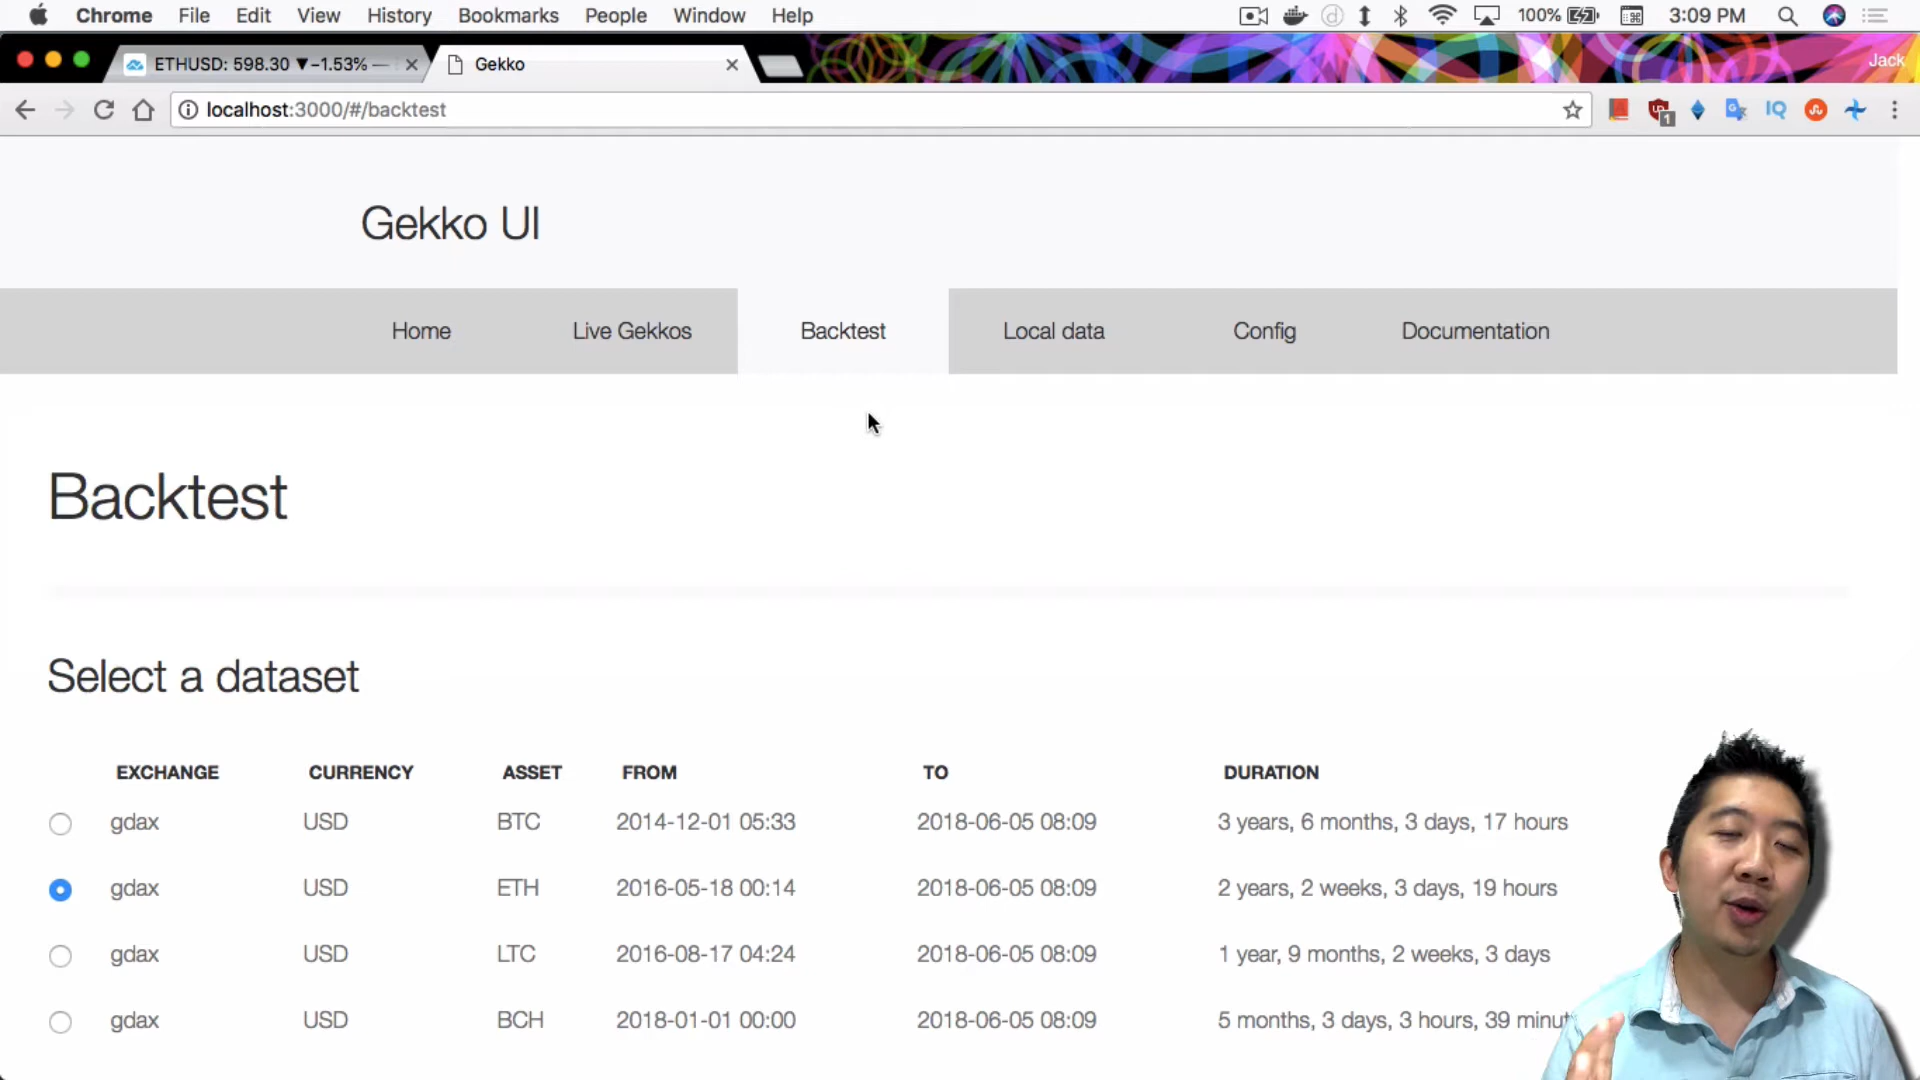 Chrome File Edit View History Bookmarks People Window Help 100% 3:09 PM
ETHUSD: 598.30 ▼−1.53% — Gekko Jack
localhost:3000/#/backtest 1 IQ
Gekko UI
Home Live Gekkos Backtest Local data Config Documentation
Backtest
Select a dataset
EXCHANGE CURRENCY ASSET FROM TO DURATION
gdax USD BTC 2014-12-01 05:33 2018-06-05 08:09 3 years, 6 months, 3 days, 17 hours
gdax USD ETH 2016-05-18 00:14 2018-06-05 08:09 2 years, 2 weeks, 3 days, 19 hours
gdax USD LTC 2016-08-17 04:24 2018-06-05 08:09 1 year, 9 months, 2 weeks, 3 days
gdax USD BCH 2018-01-01 00:00 2018-06-05 08:09 5 months, 3 days, 3 hours, 39 minut